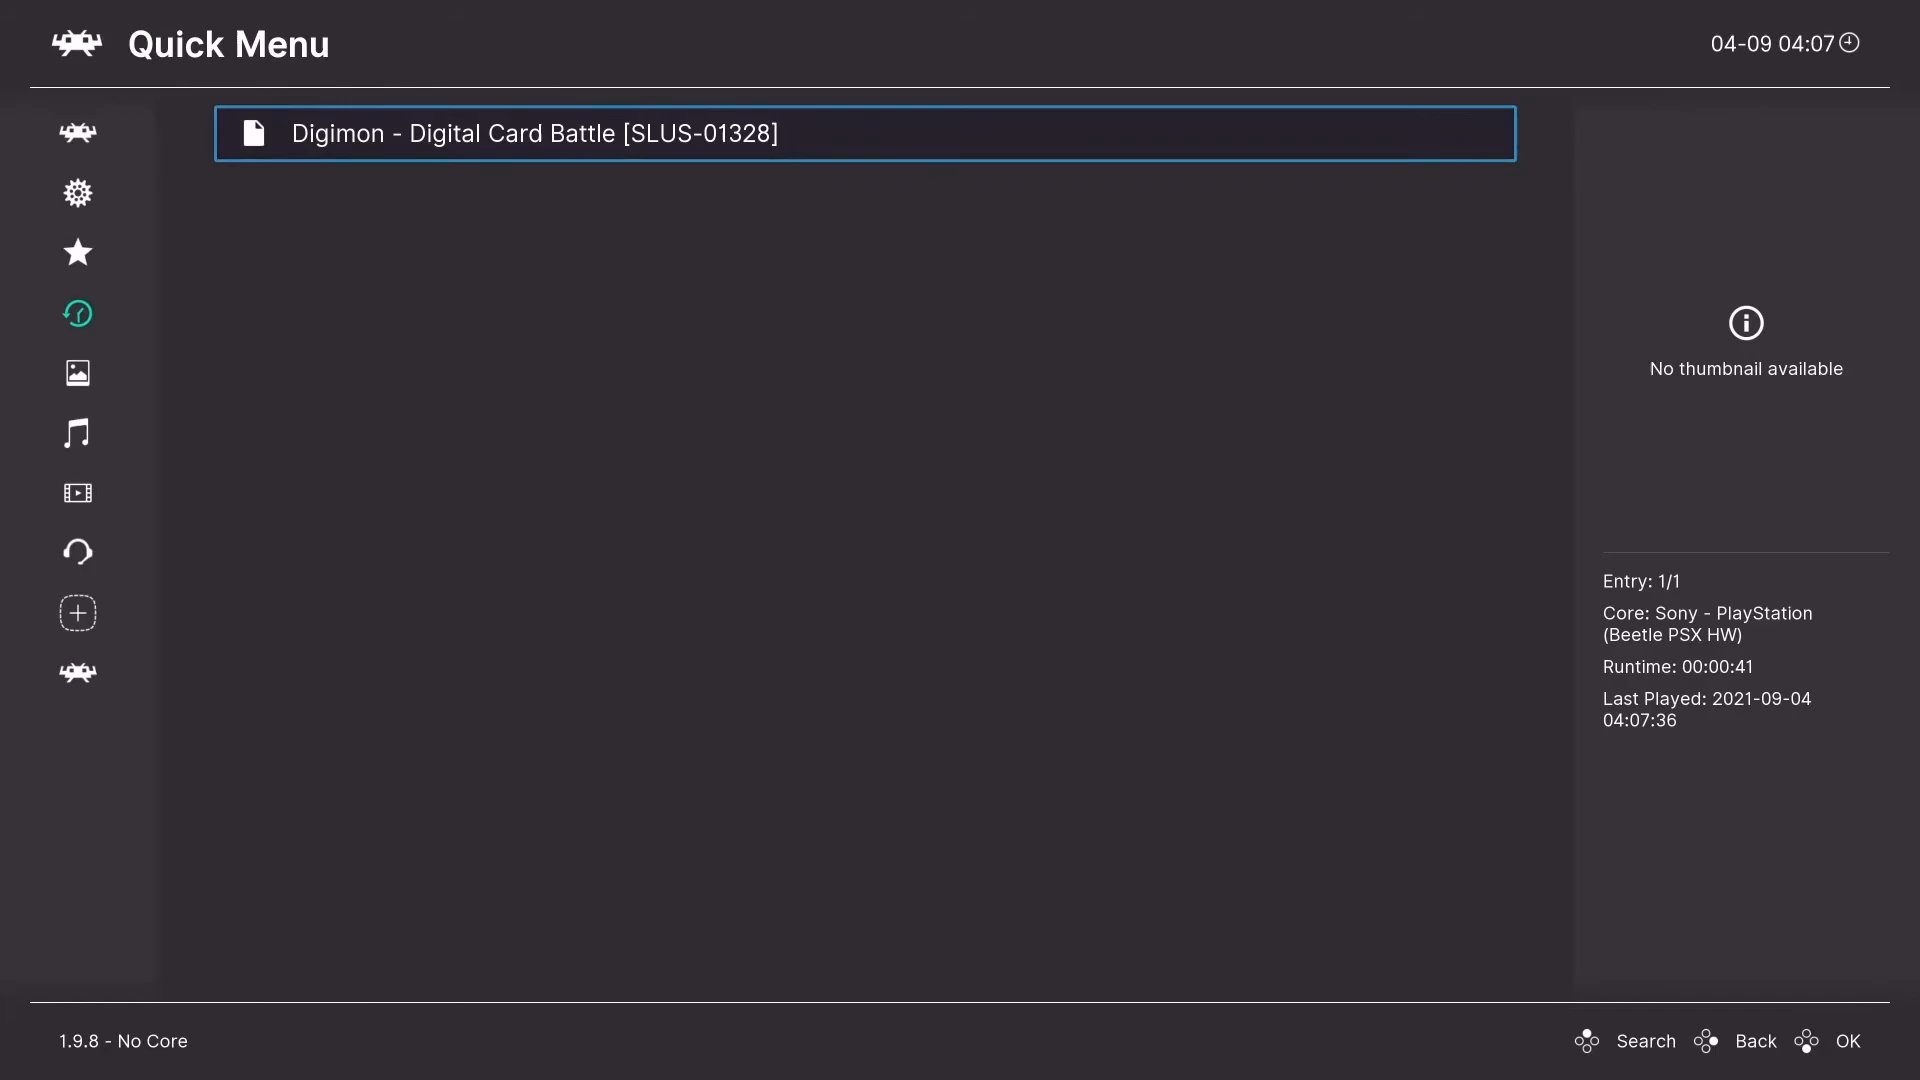 Quick Menu
04-09 04:07
Digimon - Digital Card Battle [SLUS-01328]
No thumbnail available
Entry: 1/1
Core: Sony - PlayStation
(Beetle PSX HW)
Runtime: 00:00:41
Last Played: 2021-09-04
04:07:36
1.9.8 - No Core
Search
Back
OK